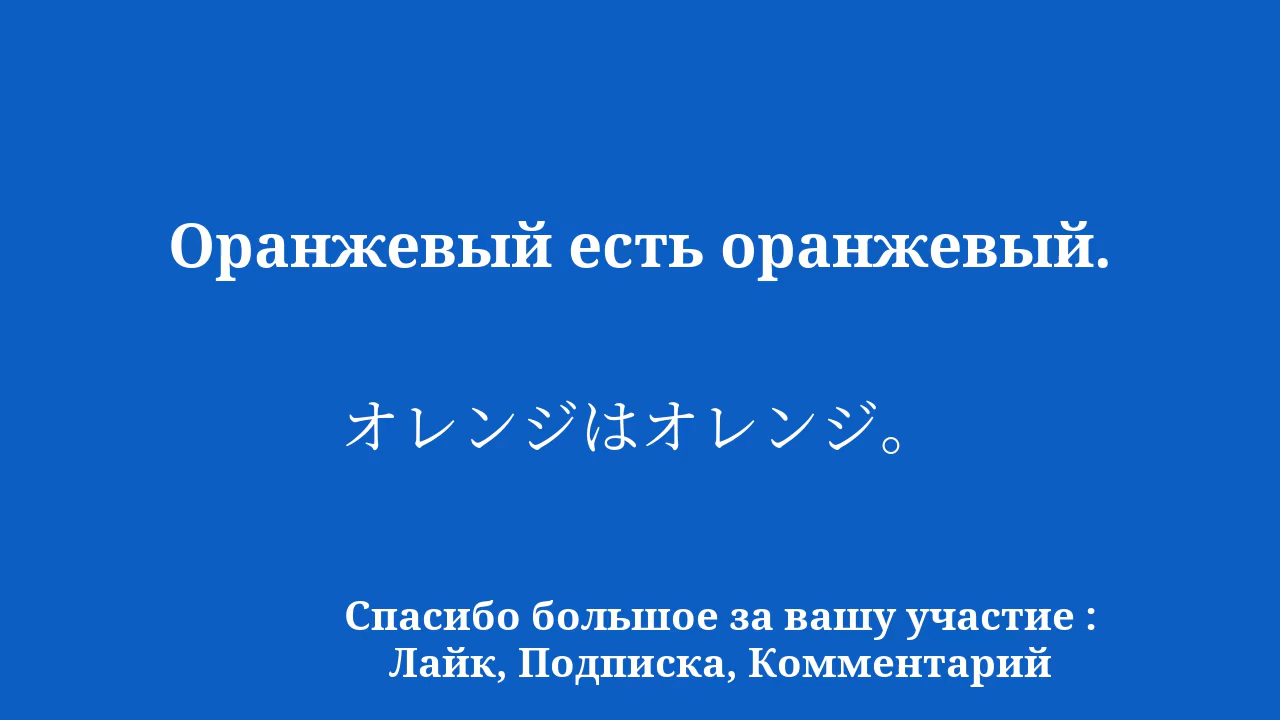 Оранжевый есть оранжевый.
オレンジはオレンジ。
Спасибо большое за вашу участие :
Лайк, Подписка, Комментарий